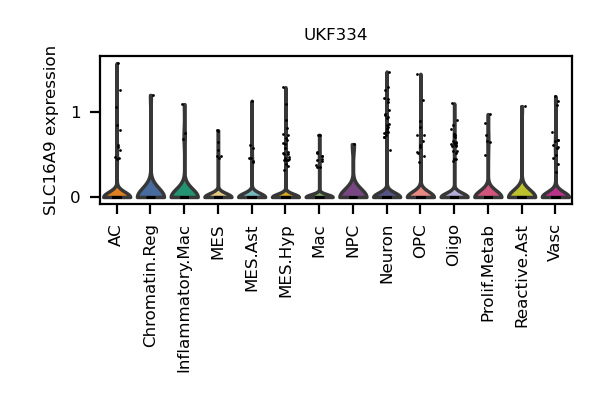 UKF334
SLC16A9 expression
1
0
AC
Chromatin.Reg
Inflammatory.Mac
MES
MES.Ast
MES.Hyp
Mac
NPC
Neuron
OPC
Oligo
Prolif.Metab
Reactive.Ast
Vasc